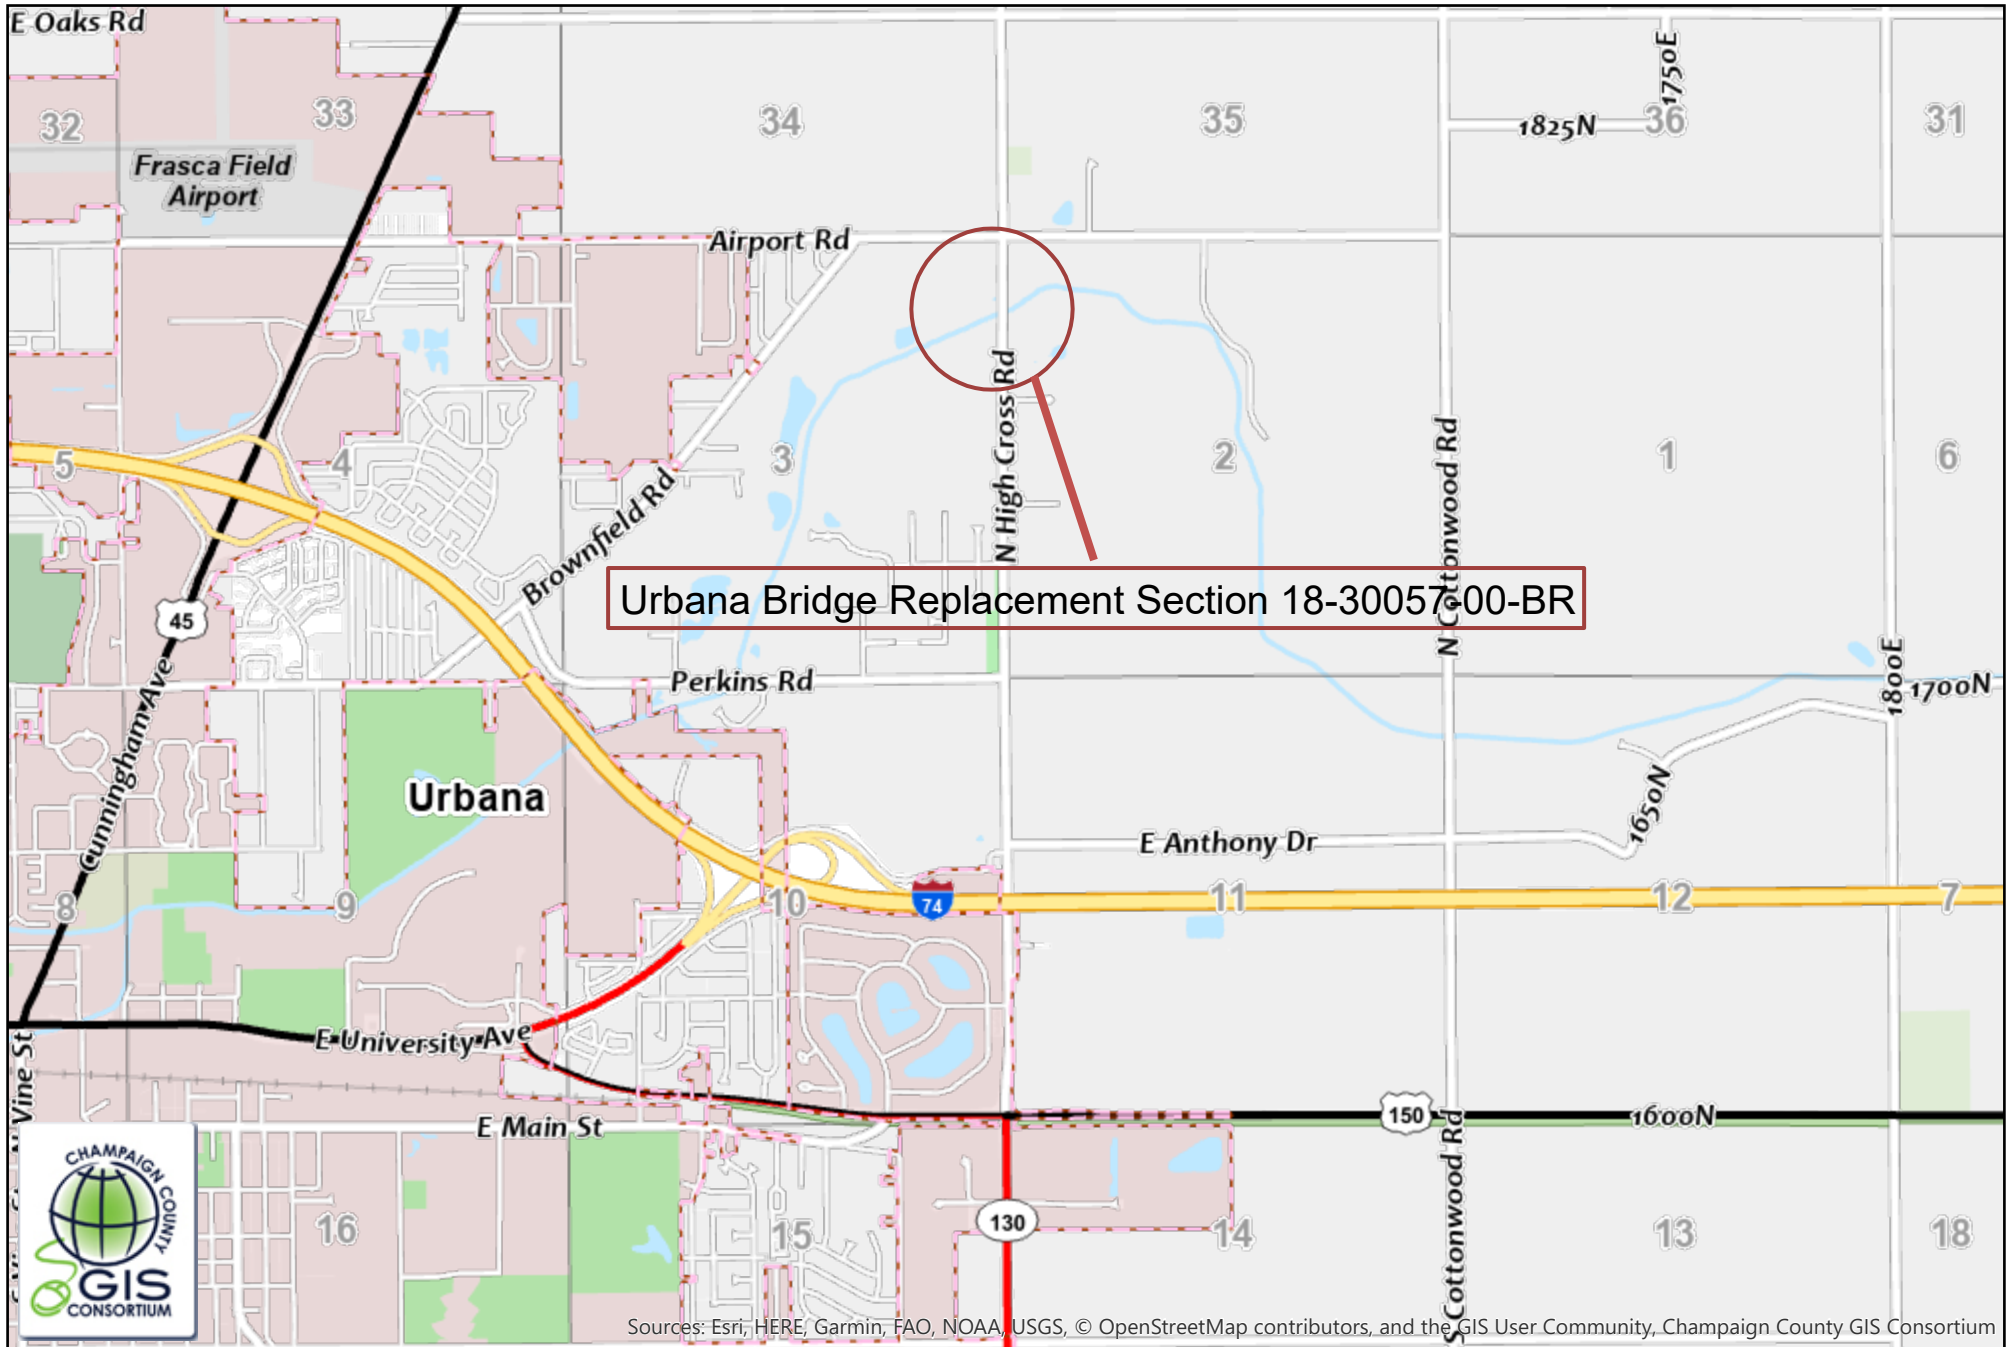 E Oaks Rd
1750E
32
33
34
35
1825N
36
31
Frasca Field
Airport
Airport Rd
N High Cross Rd
N Cottonwood Rd
5
4
3
2
1
6
Brownfield Rd
45
Urbana Bridge Replacement Section 18-30057-00-BR
Cunningham Ave
Perkins Rd
1800E
1700N
Urbana
1650N
E Anthony Dr
8
9
10
74
11
12
7
E University Ave
N Vine St
E Main St
150
1600N
S Cottonwood Rd
130
16
15
14
13
18
CHAMPAIGN COUNTY
GIS
CONSORTIUM
Sources: Esri, HERE, Garmin, FAO, NOAA, USGS, © OpenStreetMap contributors, and the GIS User Community, Champaign County GIS Consortium